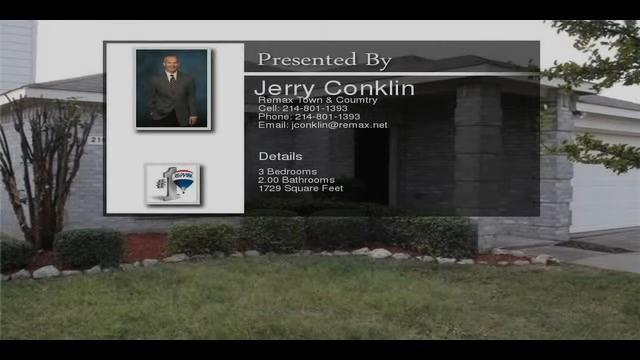 Presented By
Jerry Conklin
Remax Town & Coumtry
Cell: 214-801-1393
Phone: 214-801-1393
Email: jconklin@remax.net
Details
3 Bedrooms
2.00 Bathrooms
1729 Square Feet